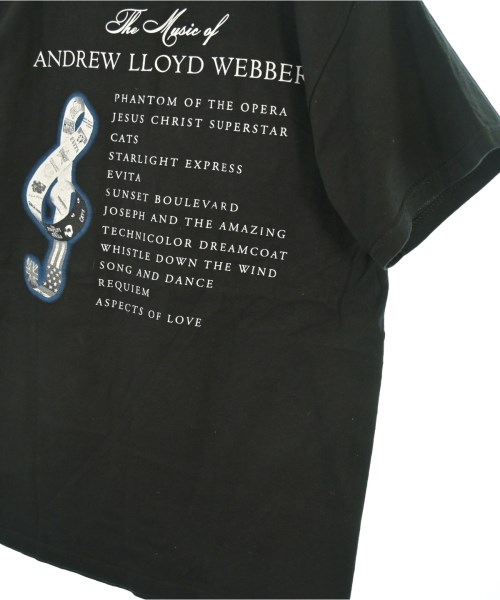 The Music of
ANDREW LLOYD WEBBER
PHANTOM OF THE OPERA
JESUS CHRIST SUPERSTAR
CATS
STARLIGHT EXPRESS
EVITA
SUNSET BOULEVARD
JOSEPH AND THE AMAZING
TECHNICOLOR DREAMCOAT
WHISTLE DOWN THE WIND
SONG AND DANCE
REQUIEM
ASPECTS OF LOVE